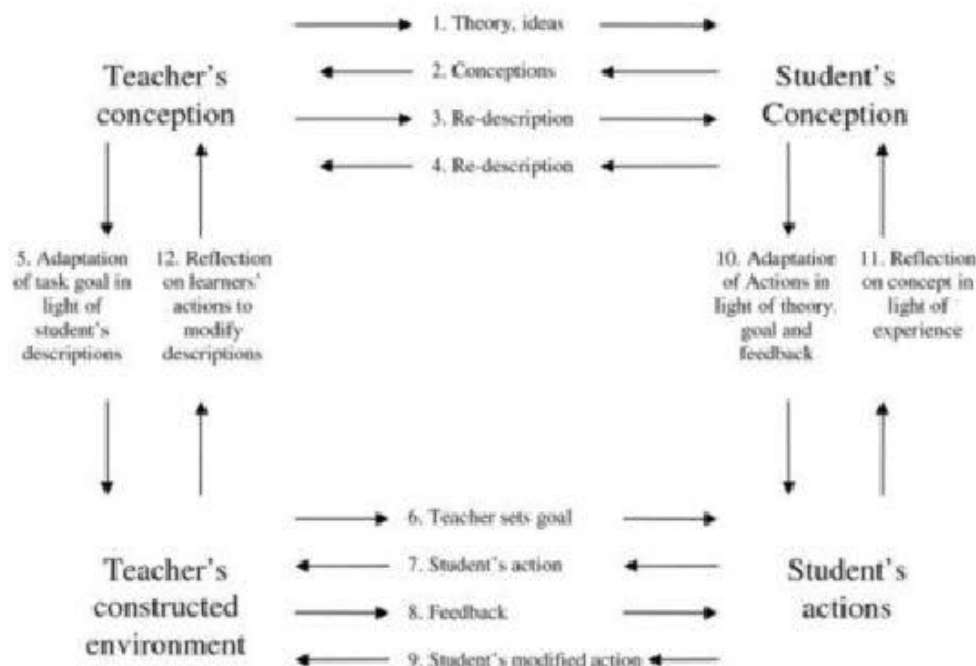 1. Theory, ideas
Teacher's
conception
2. Conceptions
3. Re-description
4. Re-description
Student's
Conception
5. Adaptation
of task goal in
light of
student's
descriptions
12. Reflection
on learners'
actions to
modify
descriptions
10. Adaptation
of Actions in
light of theory,
goal and
feedback
11. Reflection
on concept in
light of
experience
6. Teacher sets goal
Teacher's
constructed
environment
7. Student's action
8. Feedback
9. Student's modified action
Student's
actions